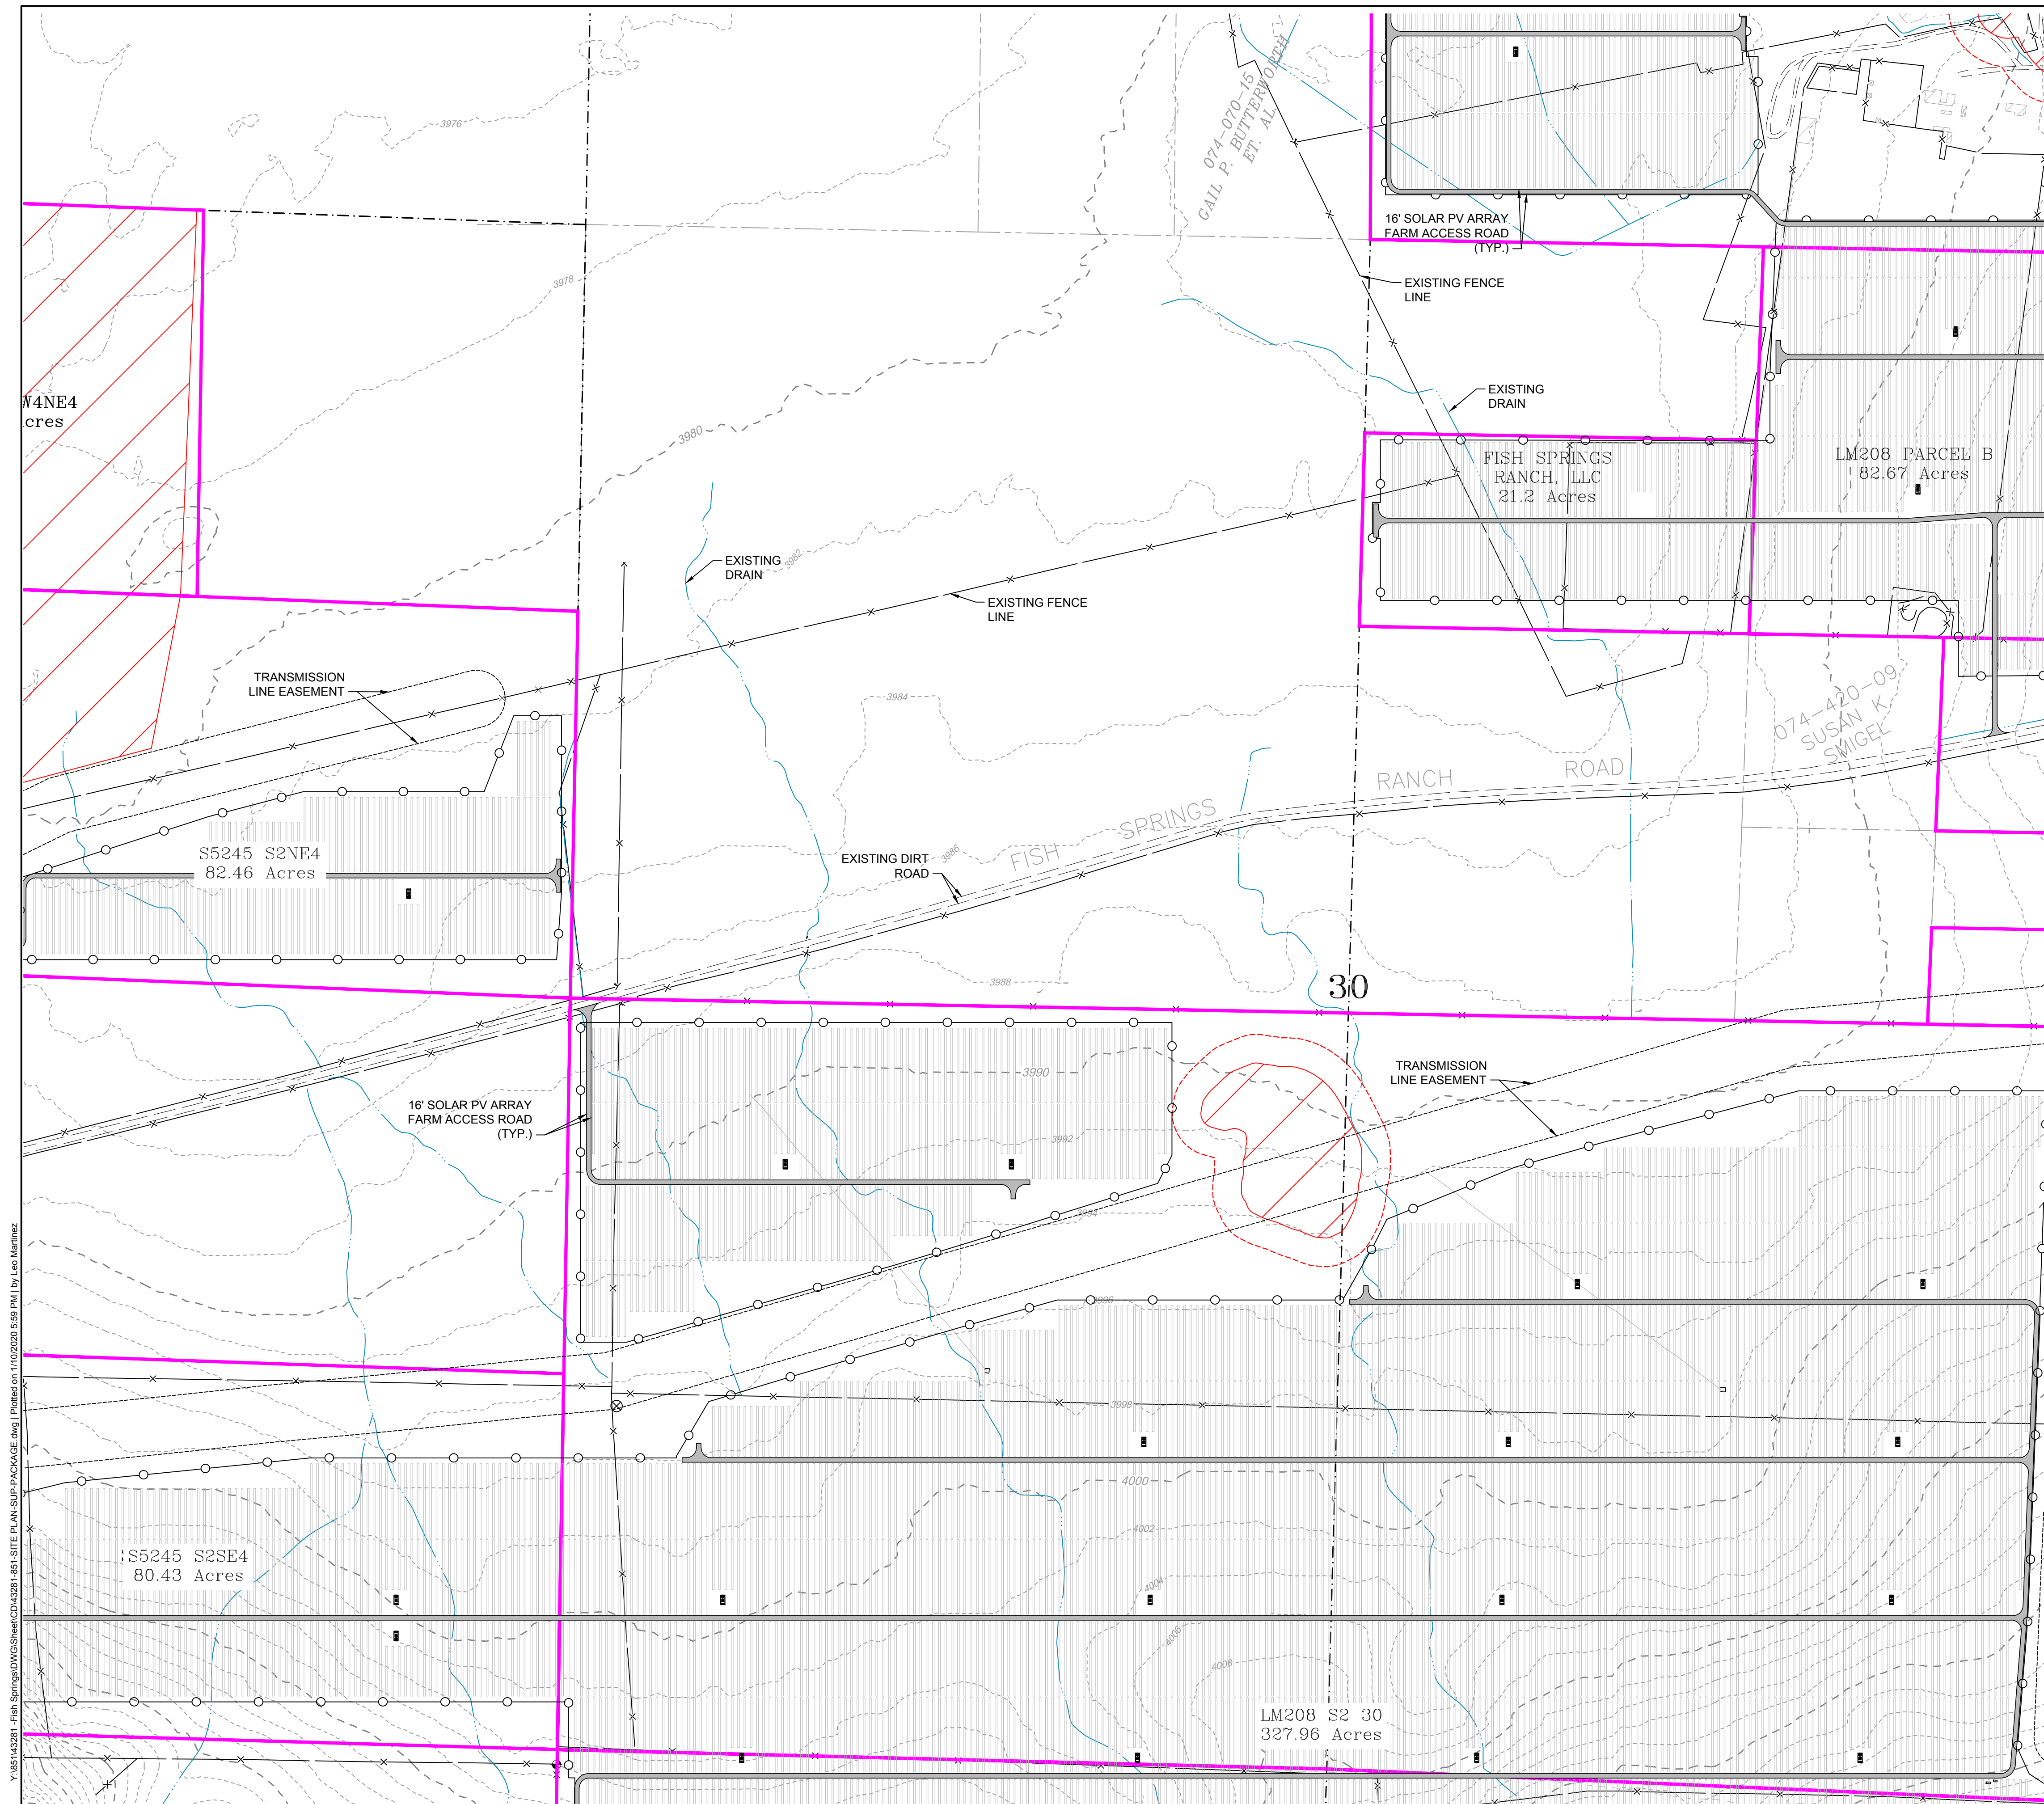 3976
074-070-15
GAIL P. BUTTERWORTH
ET. AL.
16' SOLAR PV ARRAY
FARM ACCESS ROAD
(TYP.)
3978
EXISTING FENCE
LINE
W4NE4
cres
EXISTING
DRAIN
3980
FISH SPRINGS
RANCH, LLC
21.2 Acres
LM208 PARCEL B
82.67 Acres
EXISTING
DRAIN
3982
EXISTING FENCE
LINE
TRANSMISSION
LINE EASEMENT
3984
074-420-09
SUSAN K.
SMIGEL
FISH SPRINGS RANCH ROAD
S5245 S2NE4
82.46 Acres
EXISTING DIRT
ROAD
3986
3988
30
3990
TRANSMISSION
LINE EASEMENT
16' SOLAR PV ARRAY
FARM ACCESS ROAD
(TYP.)
3992
3994
3996
3998
4000
4002
S5245 S2SE4
80.43 Acres
4004
4006
4008
LM208 S2 30
327.96 Acres
Y:\8511\43281 -Fish Springs\DWG\Sheet\CD\43281-8851-SITE PLAN-SUP-PACKAGE.dwg | Plotted on 1/10/2020 5:59 PM | by Leo Martinez